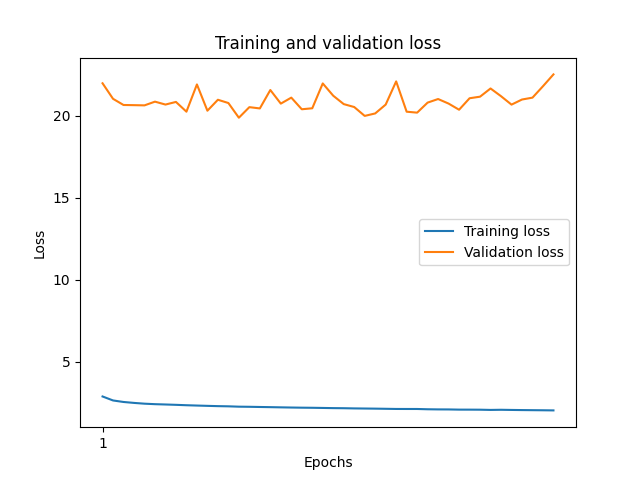 Training and validation loss
20
15
10
5
Loss
Training loss
Validation loss
1
Epochs